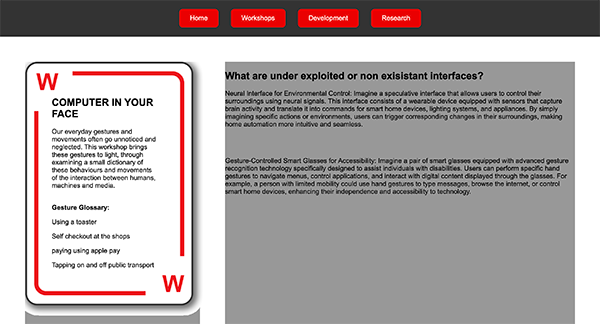 Home Workshops Development Research
W
COMPUTER IN YOUR
FACE
Our everyday gestures and
movements often go unnoticed and
neglected. This workshop brings
these gestures to light, through
examining a small dictionary of
these behaviours and movements
of the interaction between humans,
machines and media.
Gesture Glossary:
Using a toaster
Self checkout at the shops
paying using apple pay
Tapping on and off public transport
W
What are under exploited or non exisistant interfaces?
Neural Interface for Environmental Control: Imagine a speculative interface that allows users to control their
surroundings using neural signals. This interface consists of a wearable device equipped with sensors that capture
brain activity and translate it into commands for smart home devices, lighting systems, and appliances. By simply
imagining specific actions or environments, users can trigger corresponding changes in their surroundings, making
home automation more intuitive and seamless.
Gesture-Controlled Smart Glasses for Accessibility: Imagine a pair of smart glasses equipped with advanced gesture
recognition technology specifically designed to assist individuals with disabilities. Users can perform specific hand
gestures to navigate menus, control applications, and interact with digital content displayed through the glasses. For
example, a person with limited mobility could use hand gestures to type messages, browse the internet, or control
smart home devices, enhancing their independence and accessibility to technology.